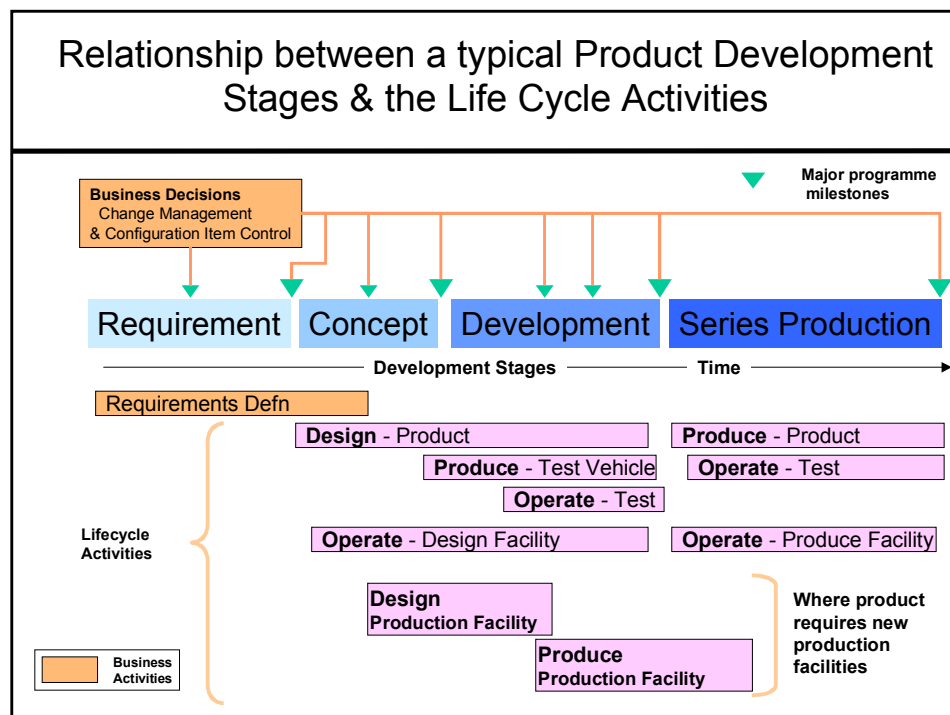 Relationship between a typical Product Development
Stages & the Life Cycle Activities
Business Decisions
Change Management
& Configuration Item Control
Major programme
milestones
Requirement
Concept
Development
Series Production
Development Stages
Time
Requirements Defn
Design - Product
Produce - Product
Produce - Test Vehicle
Operate - Test
Operate - Test
Lifecycle
Activities
Operate - Design Facility
Operate - Produce Facility
Design
Production Facility
Where product
requires new
production
facilities
Produce
Production Facility
Business
Activities